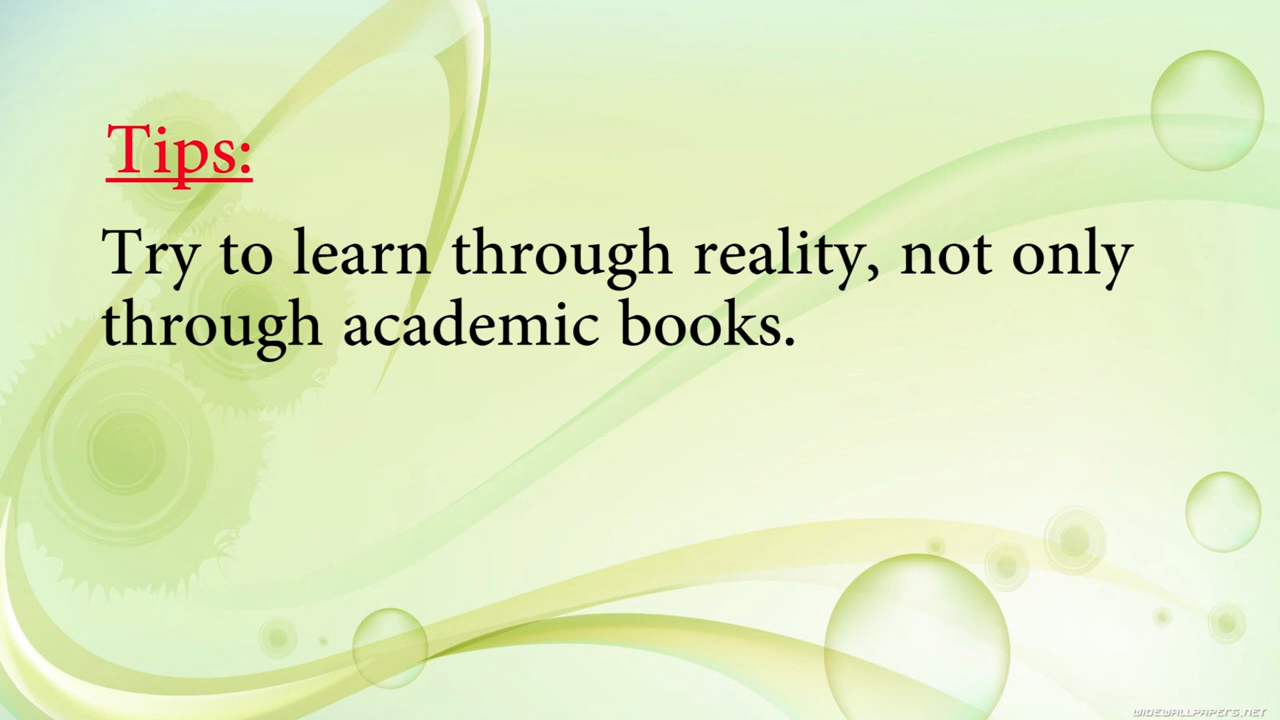 Tips:
Try to learn through reality, not only
through academic books.
WIDEWALLPAPERS.NET